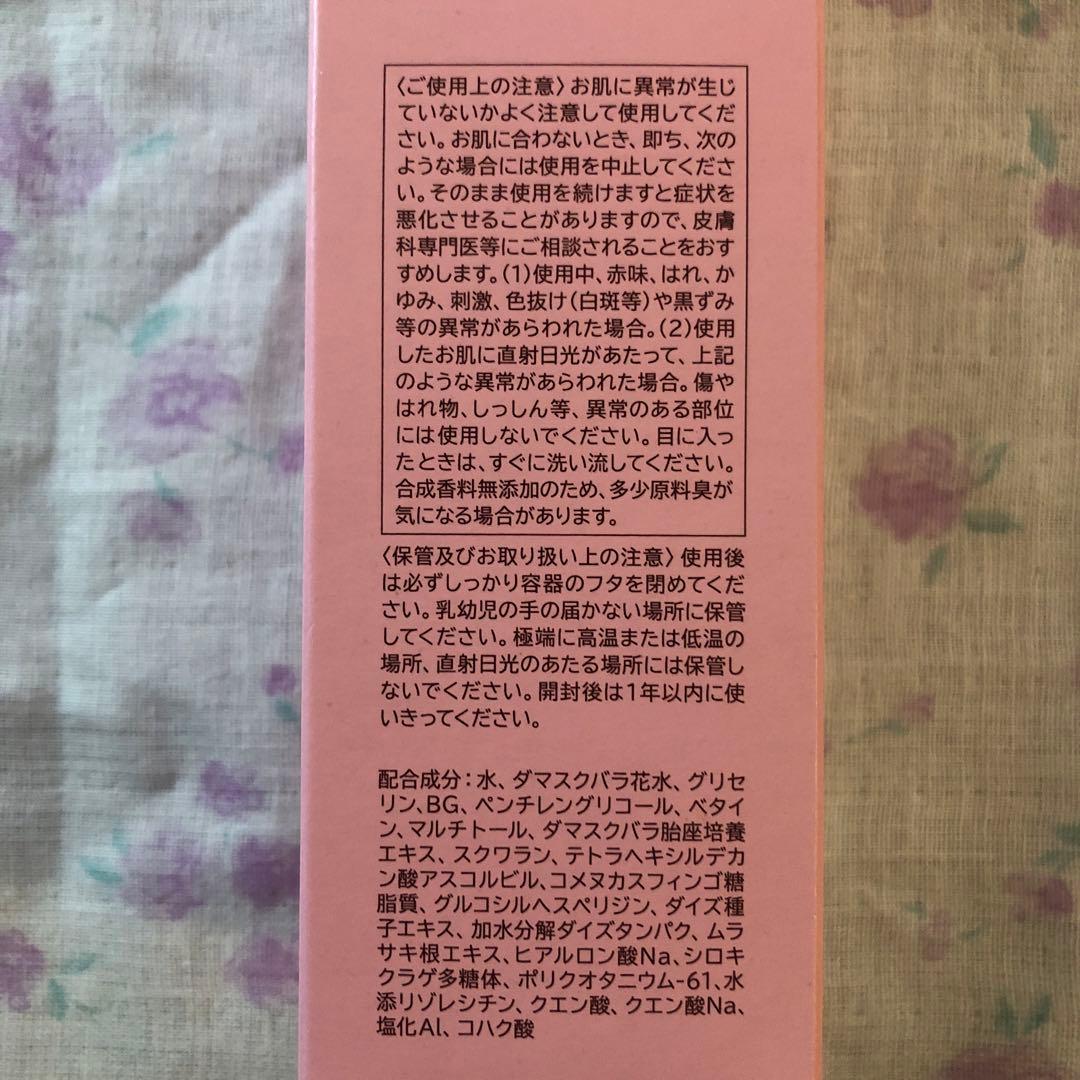 〈ご使用上の注意〉お肌に異常が生じ
ていないかよく注意して使用してくだ
さい。お肌に合わないとき、即ち、次の
ような場合には使用を中止してくださ
い。そのまま使用を続けますと症状を
悪化させることがありますので、皮膚
科専門医等にご相談されることをおす
すめします。(1)使用中、赤味、はれ、か
ゆみ、刺激、色抜け(白斑等)や黒ずみ
等の異常があらわれた場合。(2)使用
したお肌に直射日光があたって、上記
のような異常があらわれた場合。傷や
はれ物、しっしん等、異常のある部位
には使用しないでください。目に入っ
たときは、すぐに洗い流してください。
合成香料無添加のため、多少原料臭が
気になる場合があります。
〈保管及びお取り扱い上の注意〉使用後
は必ずしっかり容器のフタを閉めてくだ
さい。乳幼児の手の届かない場所に保管
してください。極端に高温または低温の
場所、直射日光のあたる場所には保管し
ないでください。開封後は1年以内に使
いきってください。
配合成分：水、ダマスクバラ花水、グリセ
リン、BG、ペンチレングリコール、ベタイ
ン、マルチトール、ダマスクバラ胎座培養
エキス、スクワラン、テトラヘキシルデカ
ン酸アスコルビル、コメヌカスフィンゴ糖
脂質、グルコシルヘスペリジン、ダイズ種
子エキス、加水分解ダイズタンパク、ムラ
サキ根エキス、ヒアルロン酸Na、シロキ
クラゲ多糖体、ポリクオタニウム-61、水
添リゾレシチン、クエン酸、クエン酸Na、
塩化Al、コハク酸